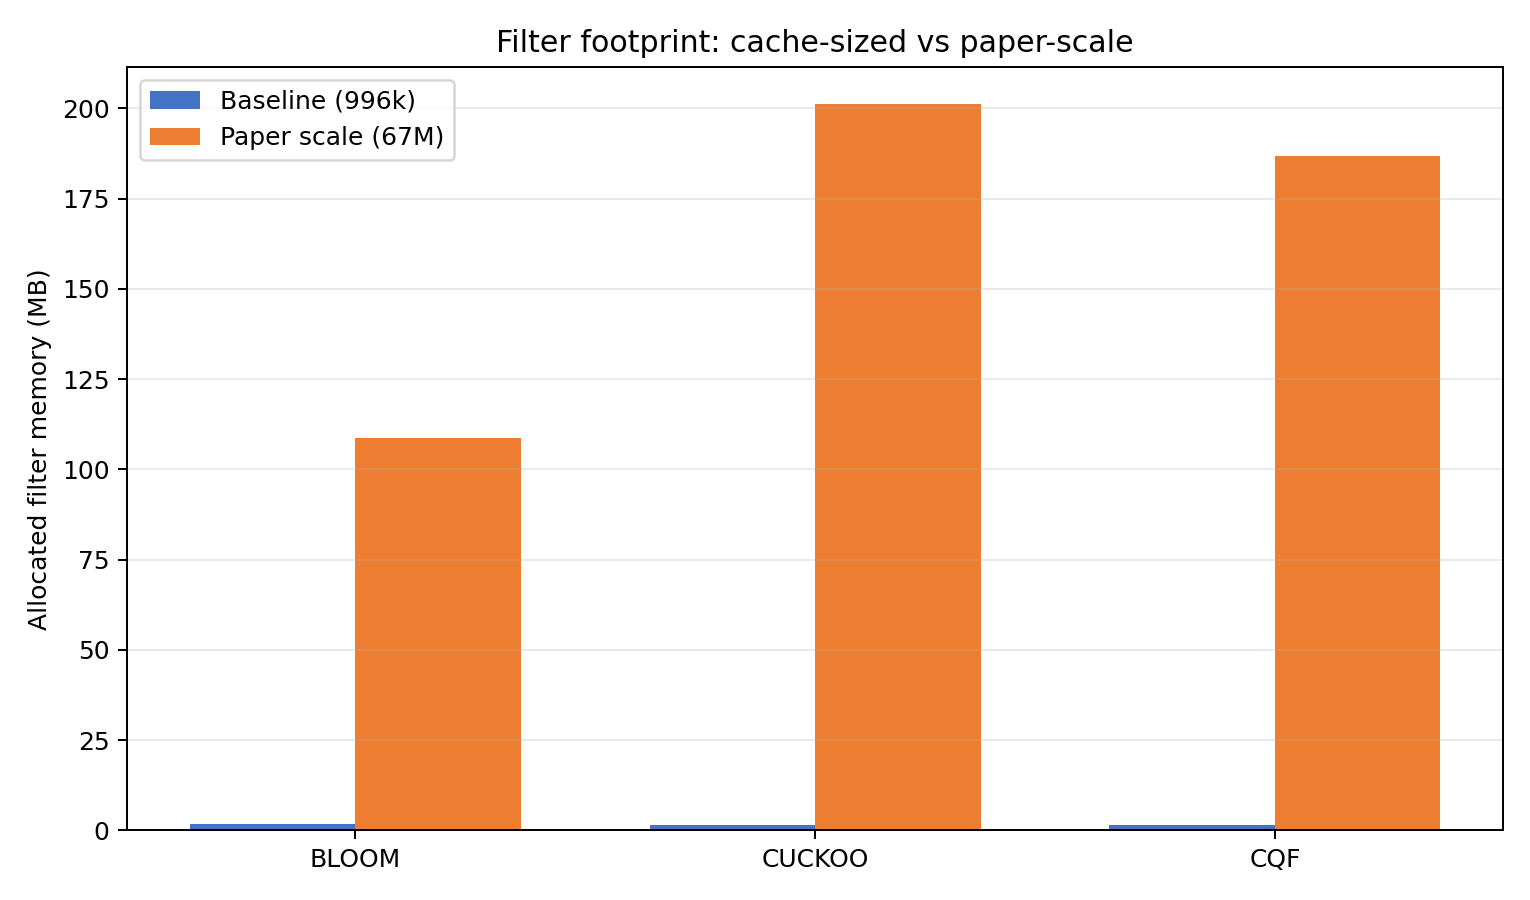 Filter footprint: cache-sized vs paper-scale
Baseline (996k)
Paper scale (67M)
Allocated filter memory (MB)
200
175
150
125
100
75
50
25
0
BLOOM CUCKOO CQF